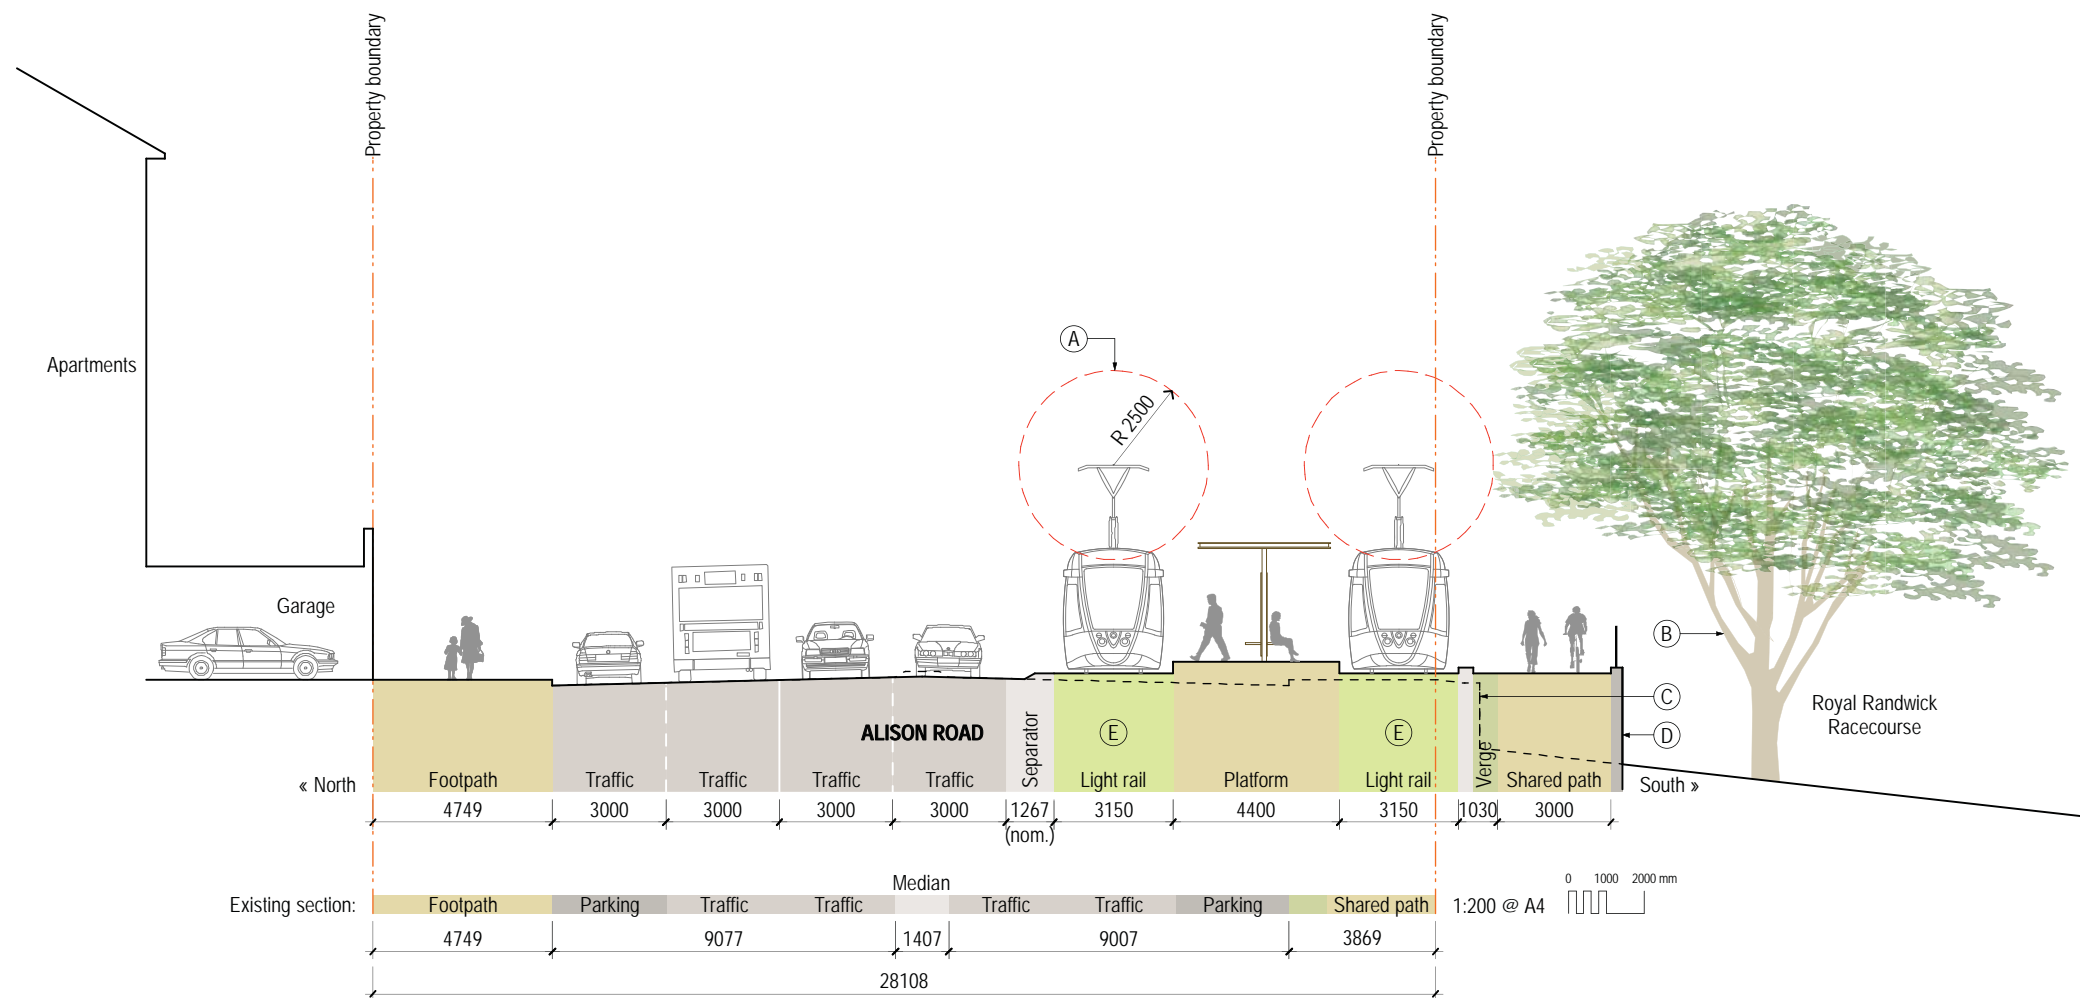 Property boundary
Property boundary
A
R 2500
Apartments
Garage
B
C
D
Royal Randwick
Racecourse
ALISON ROAD
E
E
« North
Footpath
Traffic
Traffic
Traffic
Traffic
Separator
Light rail
Platform
Light rail
Verge
Shared path
South »
4749
3000
3000
3000
3000
1267
(nom.)
3150
4400
3150
1030
3000
Median
Existing section:
Footpath
Parking
Traffic
Traffic
Traffic
Traffic
Parking
Shared path
1:200 @ A4
0 1000 2000 mm
4749
9077
1407
9007
3869
28108